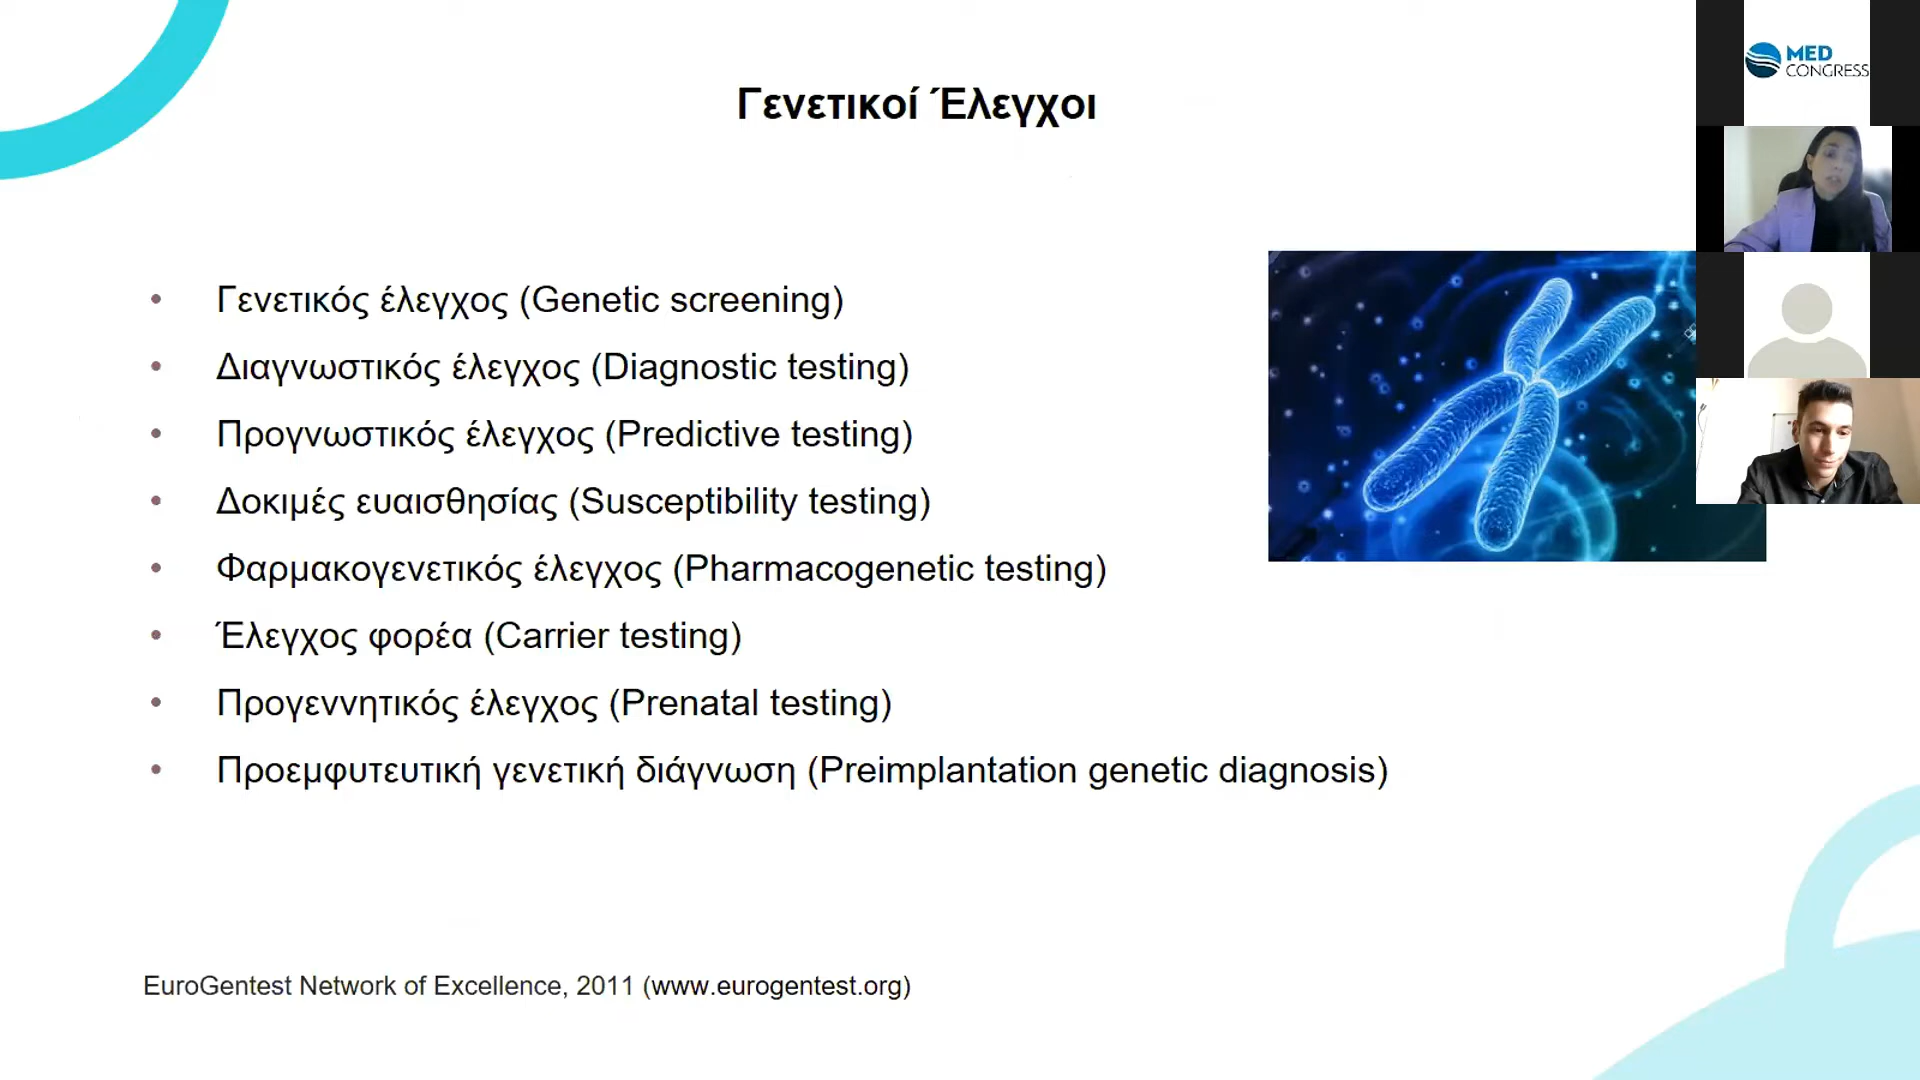 Γενετικοί Έλεγχοι
MED
CONGRESS
• Γενετικός έλεγχος (Genetic screening)
• Διαγνωστικός έλεγχος (Diagnostic testing)
• Προγνωστικός έλεγχος (Predictive testing)
• Δοκιμές ευαισθησίας (Susceptibility testing)
• Φαρμακογενετικός έλεγχος (Pharmacogenetic testing)
• Έλεγχος φορέα (Carrier testing)
• Προγεννητικός έλεγχος (Prenatal testing)
• Προεμφυτευτική γενετική διάγνωση (Preimplantation genetic diagnosis)
EuroGentest Network of Excellence, 2011 (www.eurogentest.org)